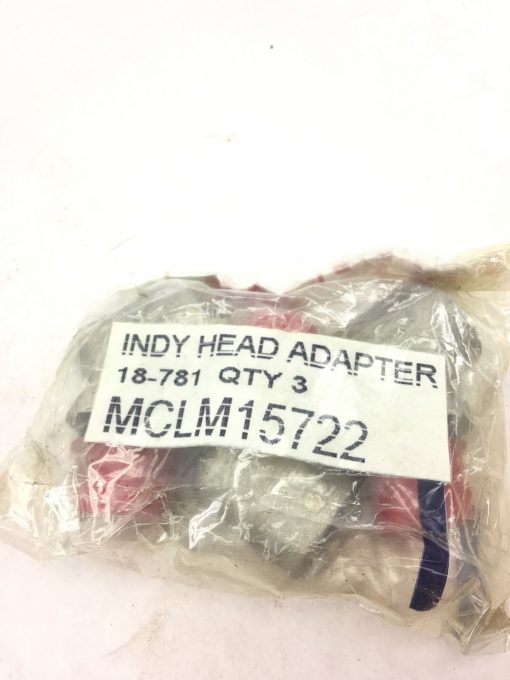 INDY HEAD ADAPTER
18-781 QTY 3
MCLM15722